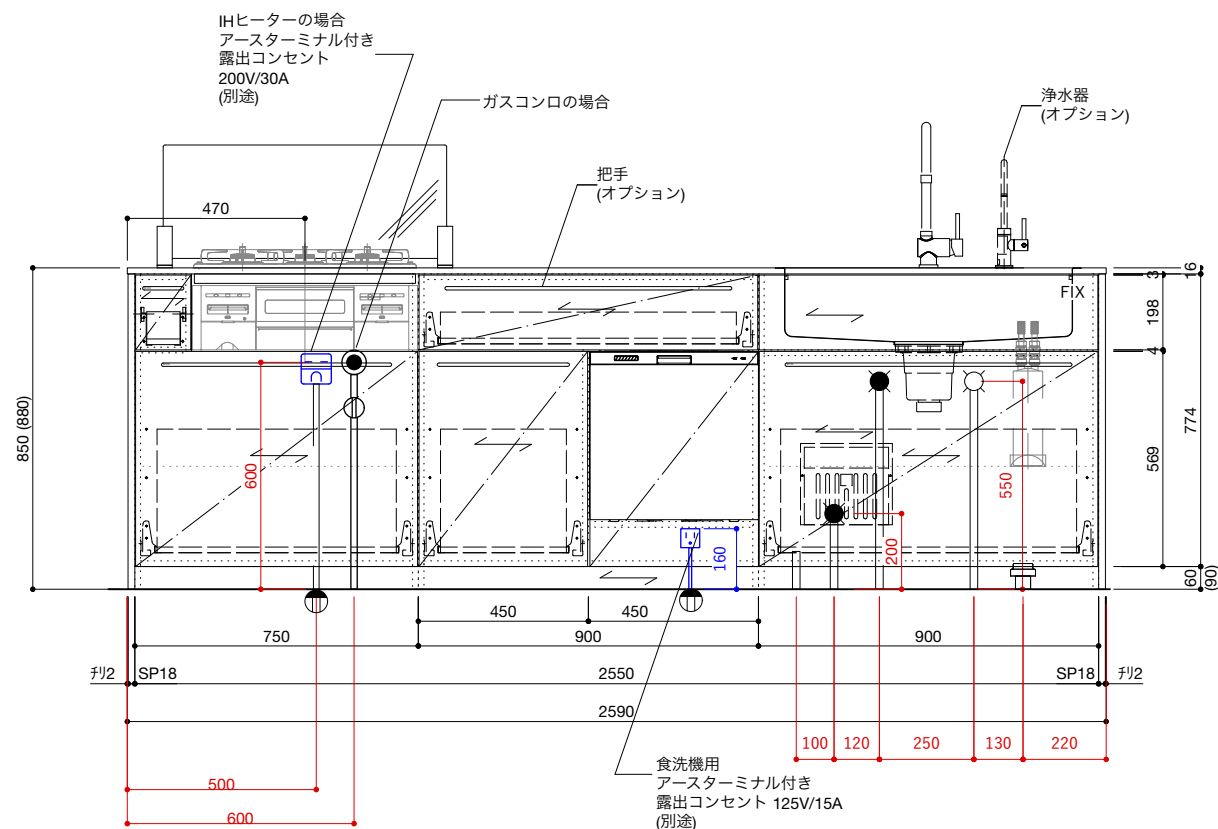 IHヒーターの場合
アースターミナル付き
露出コンセント
200V/30A
(別途)
ガスコンロの場合
浄水器
(オプション)
把手
(オプション)
470
FIX
16
3
198
4
774
569
60
(90)
850 (880)
600
550
200
160
450
450
750
900
900
チリ2
SP18
2550
SP18
チリ2
2590
100
120
250
130
220
500
600
食洗機用
アースターミナル付き
露出コンセント 125V/15A
(別途)